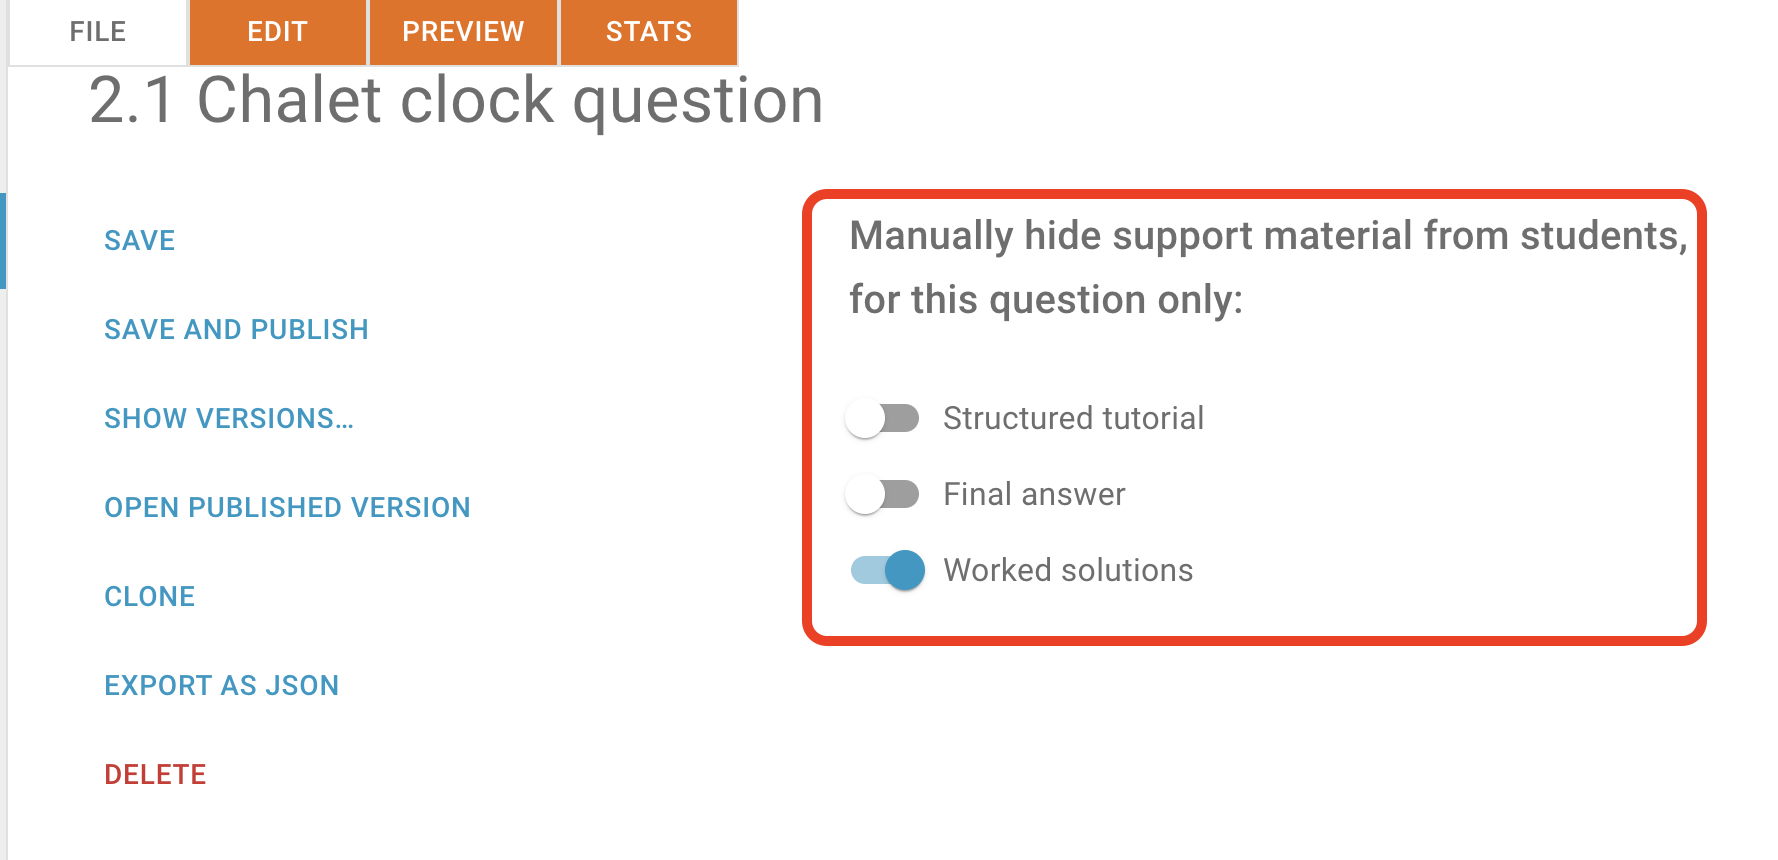 FILE EDIT PREVIEW STATS
2.1 Chalet clock question
SAVE
SAVE AND PUBLISH
SHOW VERSIONS...
OPEN PUBLISHED VERSION
CLONE
EXPORT AS JSON
DELETE
Manually hide support material from students,
for this question only:
Structured tutorial
Final answer
Worked solutions